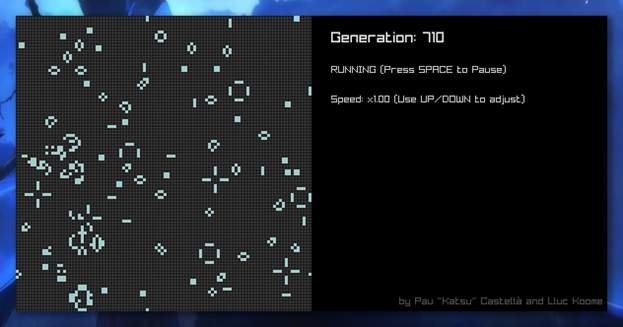 Generation: 710
RUNNING (Press SPACE to Pause)
Speed: x1.00 (Use UP/DOWN to adjust)
by Pau "Katsu" Castellà and Lluc Koome